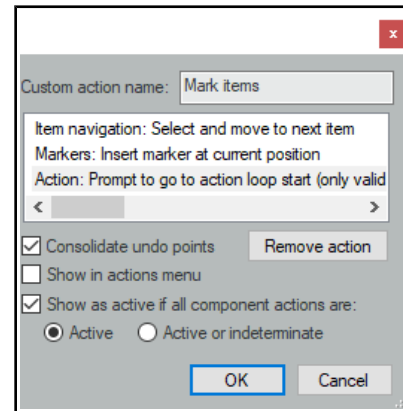 x
Custom action name: Mark items
Item navigation: Select and move to next item
Markers: Insert marker at current position
Action: Prompt to go to action loop start (only valid
Consolidate undo points Remove action
Show in actions menu
Show as active if all component actions are:
Active Active or indeterminate
OK Cancel